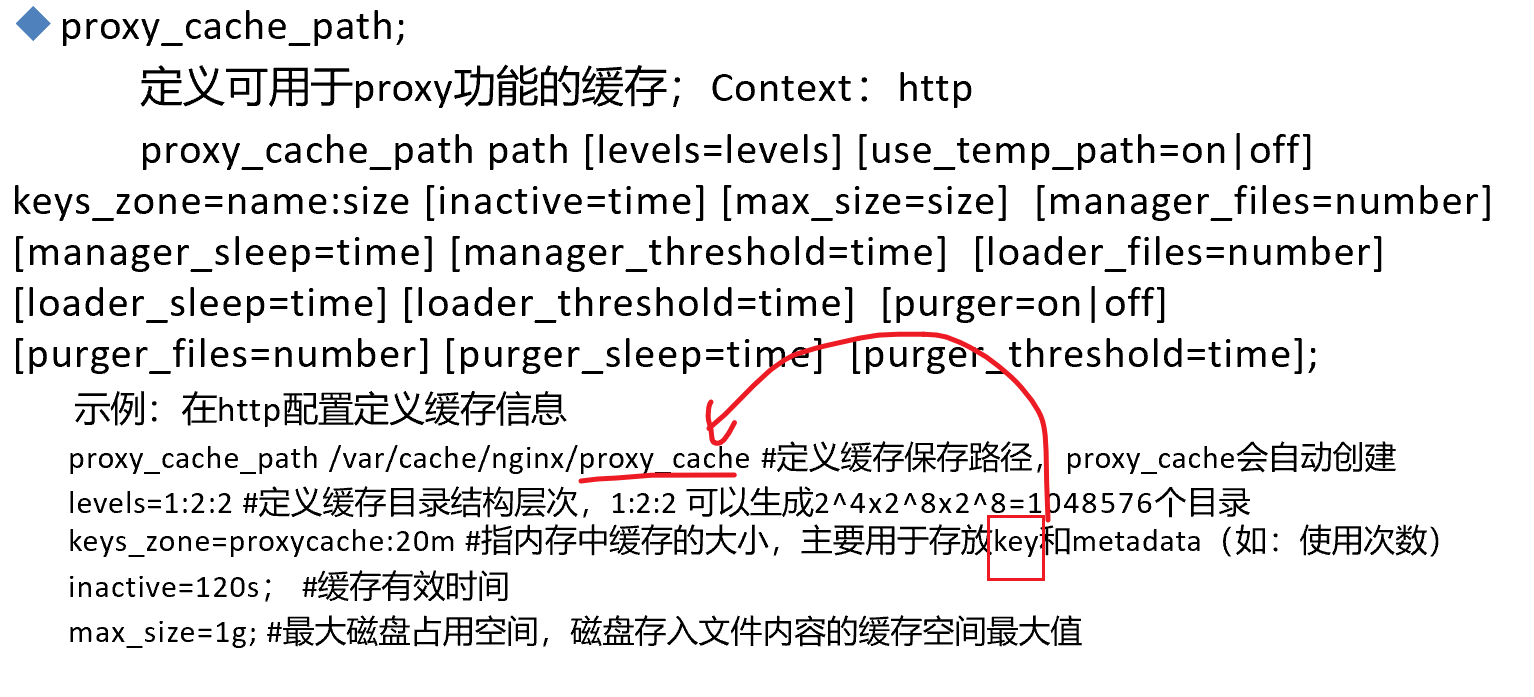 proxy_cache_path;
定义可用于proxy功能的缓存；Context：http
proxy_cache_path path [levels=levels] [use_temp_path=on|off]
keys_zone=name:size [inactive=time] [max_size=size] [manager_files=number]
[manager_sleep=time] [manager_threshold=time] [loader_files=number]
[loader_sleep=time] [loader_threshold=time] [purger=on|off]
[purger_files=number] [purger_sleep=time] [purger_threshold=time];
示例：在http配置定义缓存信息
proxy_cache_path /var/cache/nginx/proxy_cache #定义缓存保存路径，proxy_cache会自动创建
levels=1:2:2 #定义缓存目录结构层次，1:2:2 可以生成2^4x2^8x2^8=1048576个目录
keys_zone=proxycache:20m #指内存中缓存的大小，主要用于存放key和metadata（如：使用次数）
inactive=120s； #缓存有效时间
max_size=1g; #最大磁盘占用空间，磁盘存入文件内容的缓存空间最大值